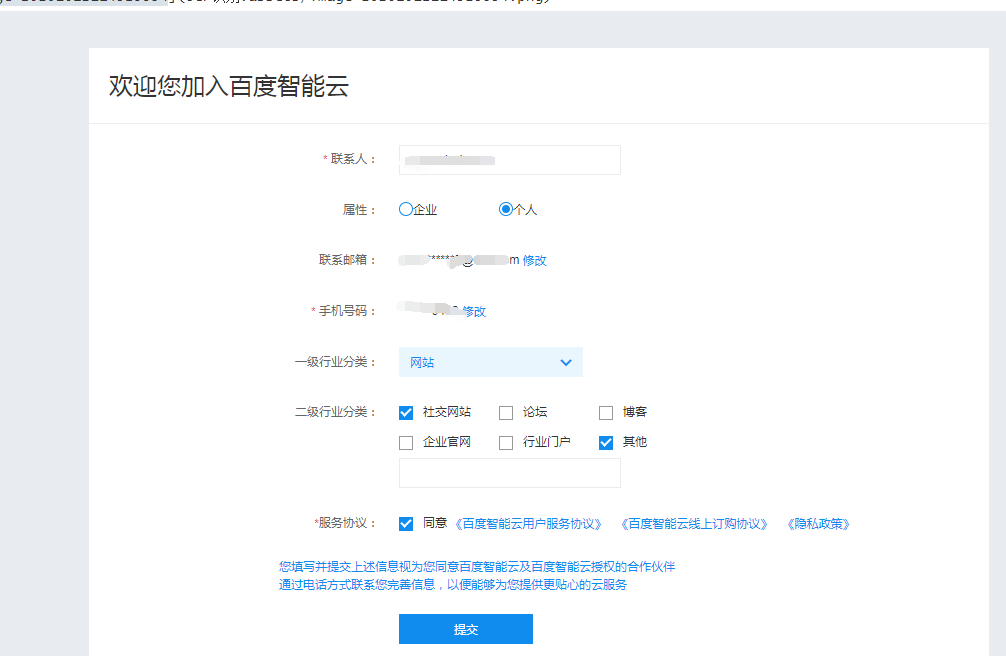 欢迎您加入百度智能云
* 联系人：
属性： 企业 个人
联系邮箱： *****@ m 修改
* 手机号码： 修改
一级行业分类： 网站
二级行业分类： 社交网站 论坛 博客
企业官网 行业门户 其他
*服务协议： 同意 《百度智能云用户服务协议》 《百度智能云线上订购协议》 《隐私政策》
您填写并提交上述信息视为您同意百度智能云及百度智能云授权的合作伙伴
通过电话方式联系您完善信息，以便能够为您提供更贴心的云服务
提交